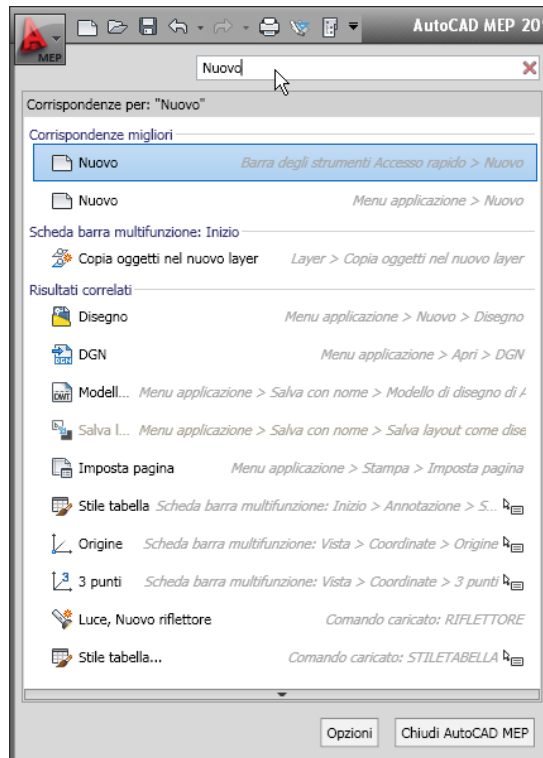 AutoCAD MEP 20
MEP
Nuovo
Corrispondenze per: "Nuovo"
Corrispondenze migliori
Nuovo Barra degli strumenti Accesso rapido > Nuovo
Nuovo Menu applicazione > Nuovo
Scheda barra multifunzione: Inizio
Copia oggetti nel nuovo layer Layer > Copia oggetti nel nuovo layer
Risultati correlati
Disegno Menu applicazione > Nuovo > Disegno
DGN Menu applicazione > Apri > DGN
Modell... Menu applicazione > Salva con nome > Modello di disegno di A
Salva l... Menu applicazione > Salva con nome > Salva layout come dise
Imposta pagina Menu applicazione > Stampa > Imposta pagina
Stile tabella Scheda barra multifunzione: Inizio > Annotazione > S...
Origine Scheda barra multifunzione: Vista > Coordinate > Origine
3 punti Scheda barra multifunzione: Vista > Coordinate > 3 punti
Luce, Nuovo riflettore Comando caricato: RIFLETTORE
Stile tabella... Comando caricato: STILETABELLA
Opzioni Chiudi AutoCAD MEP